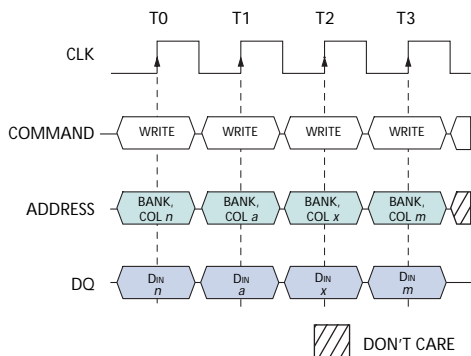 T0 T1 T2 T3
CLK
COMMAND WRITE WRITE WRITE WRITE
ADDRESS BANK, COL n BANK, COL a BANK, COL x BANK, COL m
DQ DIN n DIN a DIN x DIN m
DON'T CARE